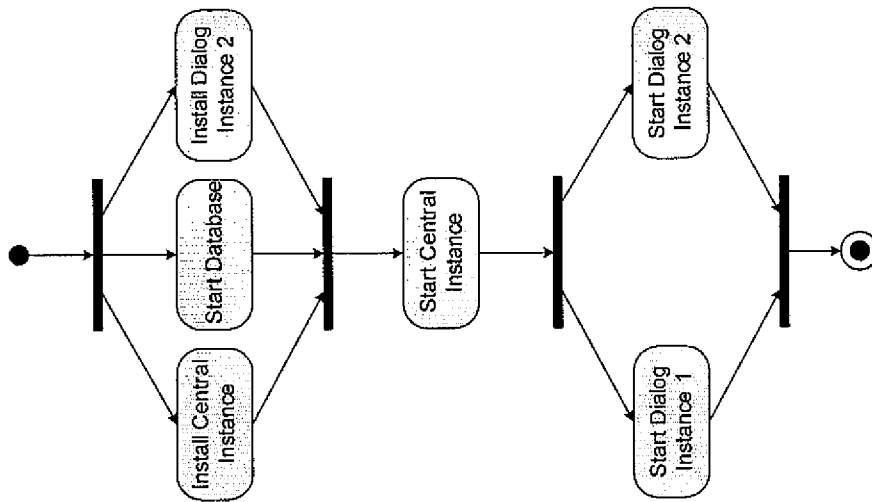 Install Central
Instance
Start Database
Install Dialog
Instance 2
Start Central
Instance
Start Dialog
Instance 1
Start Dialog
Instance 2